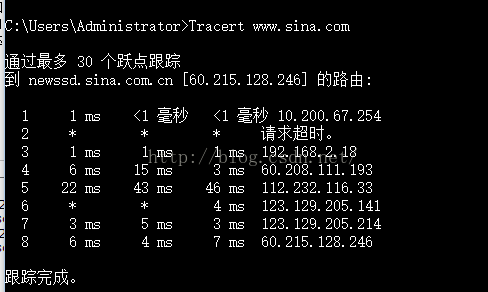 C:\Users\Administrator>Tracert www.sina.com
通过最多 30 个跃点跟踪
到 newssd.sina.com.cn [60.215.128.246] 的路由:
1 1 ms <1 毫秒 <1 毫秒 10.200.67.254
2 * * * 请求超时。
3 1 ms 1 ms 1 ms 192.168.2.18
http://blog.csdn.net/
4 6 ms 15 ms 3 ms 60.208.111.193
5 22 ms 43 ms 46 ms 112.232.116.33
6 * * 4 ms 123.129.205.141
7 3 ms 5 ms 3 ms 123.129.205.214
8 6 ms 4 ms 7 ms 60.215.128.246
跟踪完成。